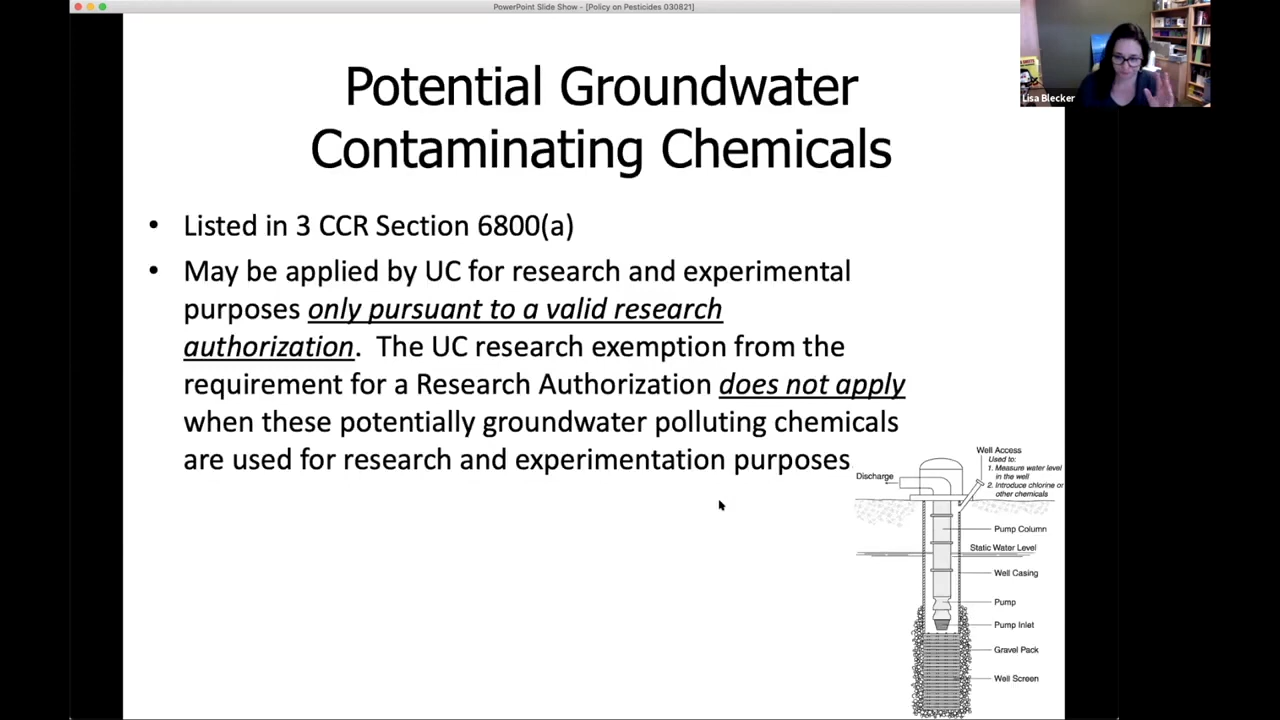 PowerPoint Slide Show - [Policy on Pesticides 030821]
Lisa Blecker
Potential Groundwater
Contaminating Chemicals
• Listed in 3 CCR Section 6800(a)
• May be applied by UC for research and experimental
purposes only pursuant to a valid research
authorization. The UC research exemption from the
requirement for a Research Authorization does not apply
when these potentially groundwater polluting chemicals
are used for research and experimentation purposes
Well Access
Used to:
1. Measure water level
in the well
2. Introduce chlorine or
other chemicals
Discharge
Pump Column
Static Water Level
Well Casing
Pump
Pump Inlet
Gravel Pack
Well Screen